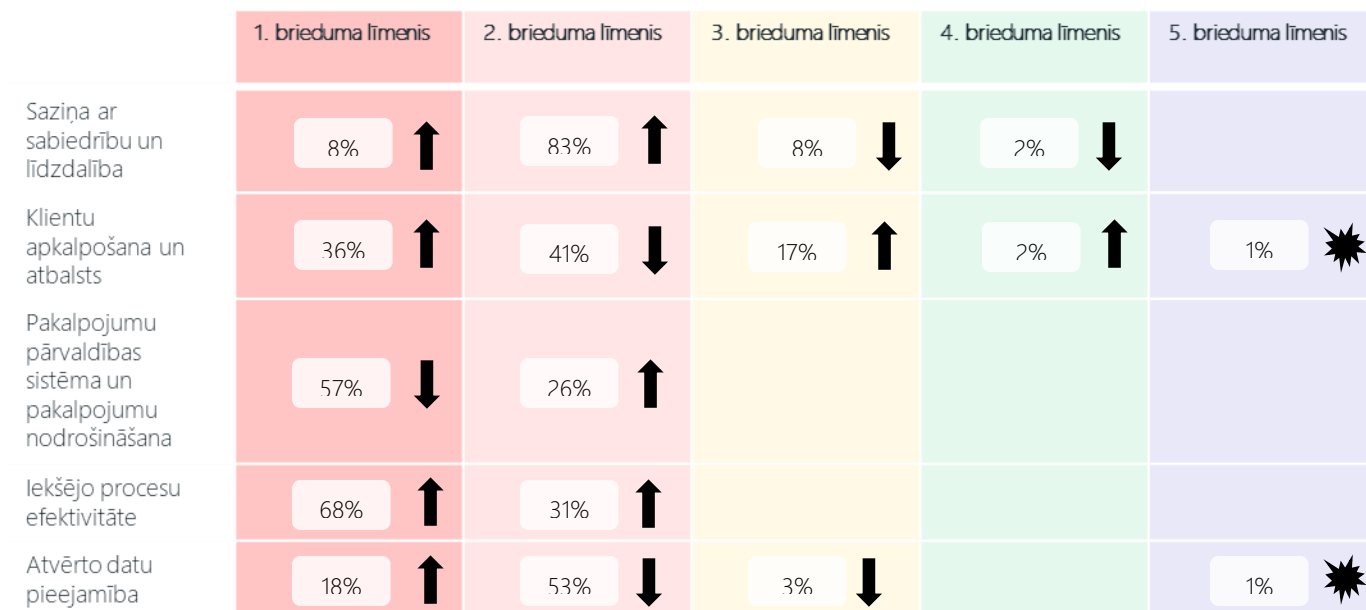 1. brieduma līmenis 2. brieduma līmenis 3. brieduma līmenis 4. brieduma līmenis 5. brieduma līmenis
Saziņa ar
sabiedrību un
līdzdalība
8% 83% 8% 2%
Klientu
apkalpošana un
atbalsts
36% 41% 17% 2% 1%
Pakalpojumu
pārvaldības
sistēma un
pakalpojumu
nodrošināšana
57% 26%
Iekšējo procesu
efektivitāte
68% 31%
Atvērto datu
pieejamība
18% 53% 3% 1%